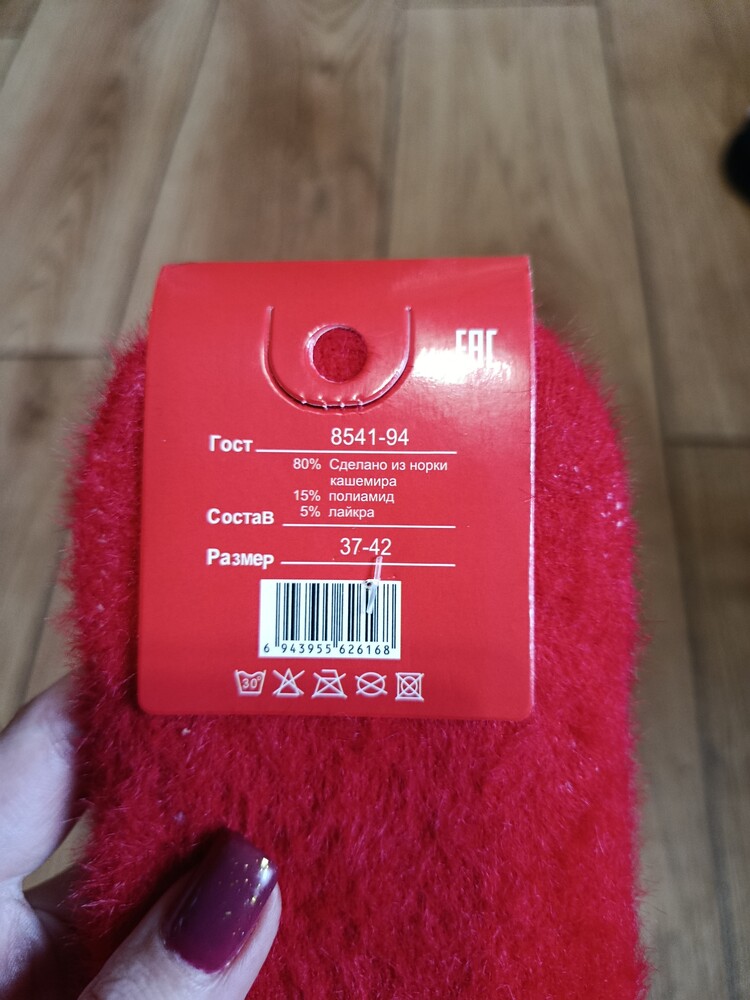 EAC
Гост 8541-94
80% Сделано из норки
кашемира
15% полиамид
СостаВ 5% лайкра
Размер 37-42
6 943955 626168
30°